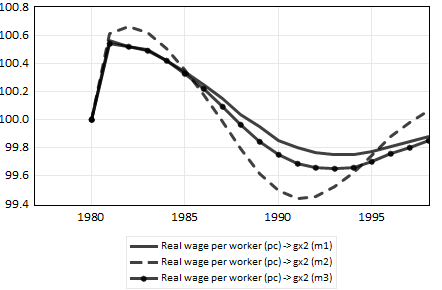 100.8
100.6
100.4
100.2
100.0
99.8
99.6
99.4
1980 1985 1990 1995
Real wage per worker (pc) -> gx2 (m1)
Real wage per worker (pc) -> gx2 (m2)
Real wage per worker (pc) -> gx2 (m3)